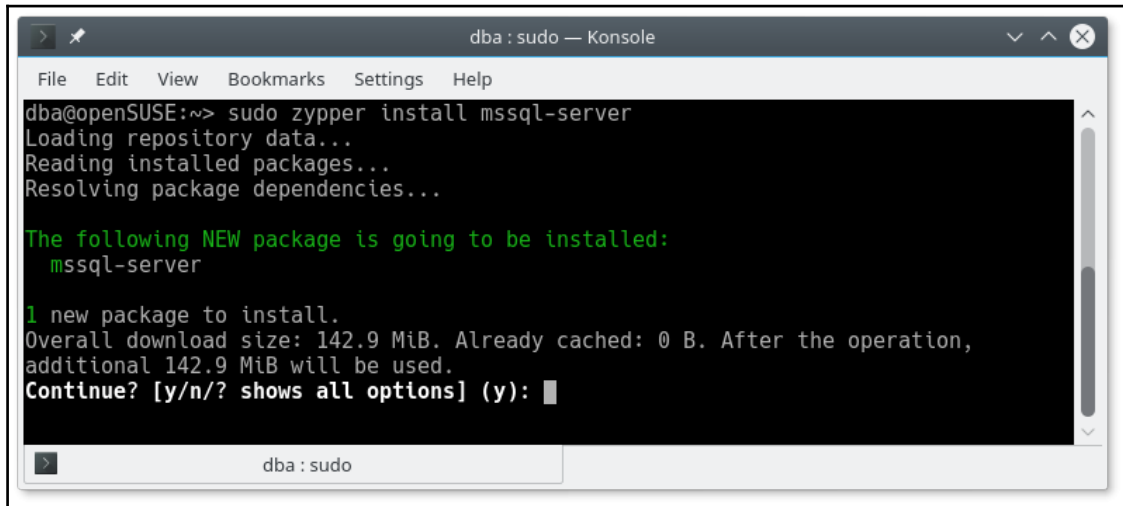 dba : sudo — Konsole
File Edit View Bookmarks Settings Help
dba@openSUSE:~> sudo zypper install mssql-server
Loading repository data...
Reading installed packages...
Resolving package dependencies...
The following NEW package is going to be installed:
mssql-server
1 new package to install.
Overall download size: 142.9 MiB. Already cached: 0 B. After the operation,
additional 142.9 MiB will be used.
Continue? [y/n/? shows all options] (y):
dba : sudo